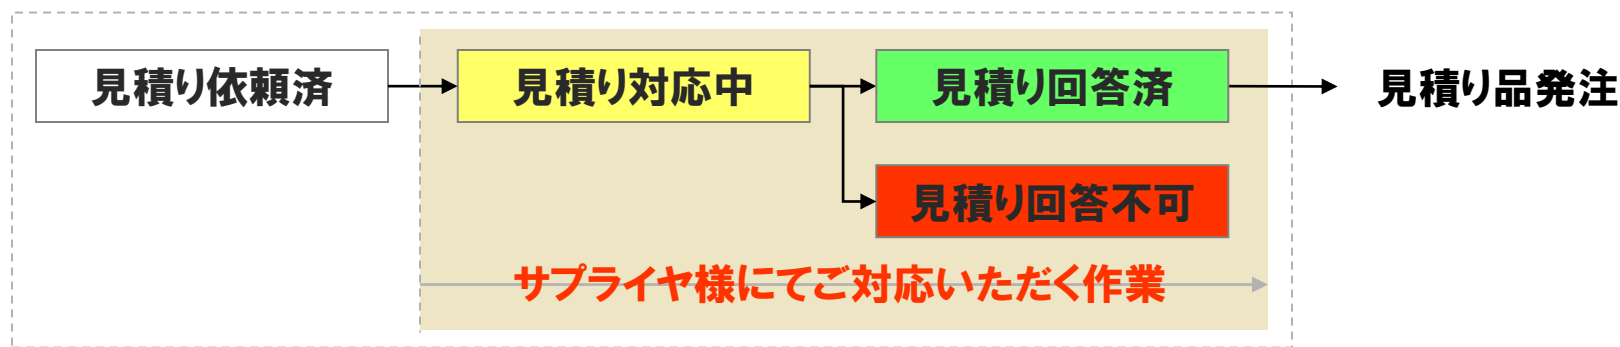 見積り依頼済
見積り対応中
見積り回答済
見積り品発注
見積り回答不可
サプライヤ様にてご対応いただく作業